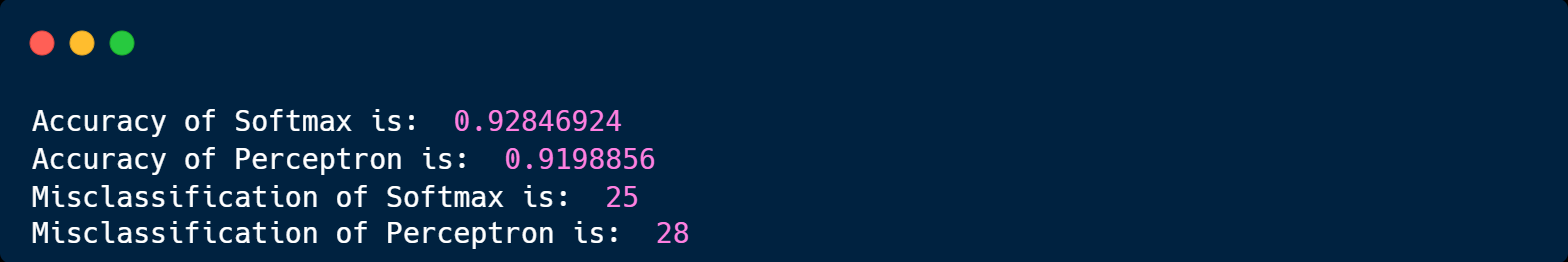 Accuracy of Softmax is:  0.92846924
Accuracy of Perceptron is:  0.9198856
Misclassification of Softmax is:  25
Misclassification of Perceptron is:  28